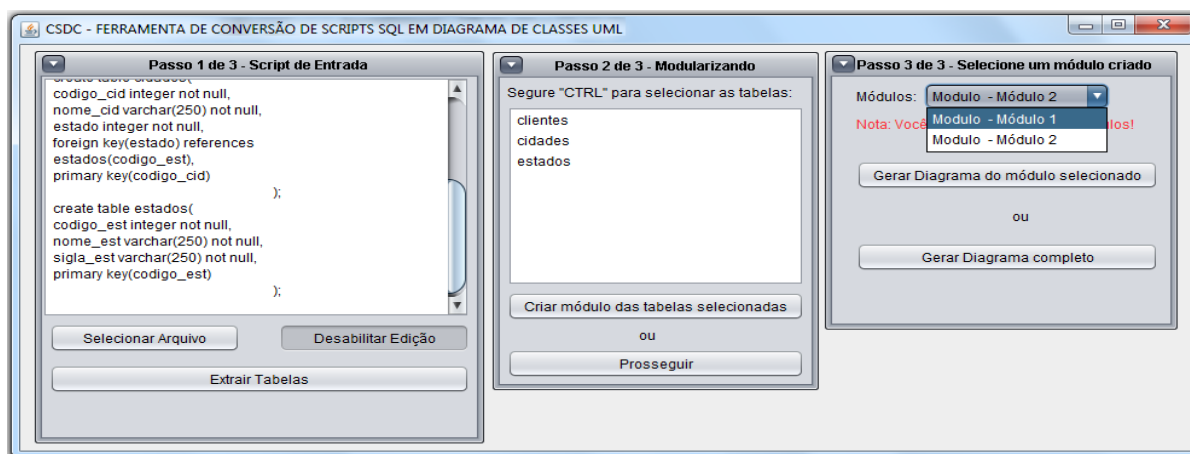 CSDC - FERRAMENTA DE CONVERSÃO DE SCRIPTS SQL EM DIAGRAMA DE CLASSES UML
Passo 1 de 3 - Script de Entrada
create table cidades(
codigo_cid integer not null,
nome_cid varchar(250) not null,
estado integer not null,
foreign key(estado) references
estados(codigo_est),
primary key(codigo_cid)
);
create table estados(
codigo_est integer not null,
nome_est varchar(250) not null,
sigla_est varchar(250) not null,
primary key(codigo_est)
);
Selecionar Arquivo
Desabilitar Edição
Extrair Tabelas
Passo 2 de 3 - Modularizando
Segure "CTRL" para selecionar as tabelas:
clientes
cidades
estados
Criar módulo das tabelas selecionadas
ou
Prosseguir
Passo 3 de 3 - Selecione um módulo criado
Módulos: Modulo - Módulo 2
Nota: Você
Modulo - Módulo 1
Modulo - Módulo 2
Gerar Diagrama do módulo selecionado
ou
Gerar Diagrama completo